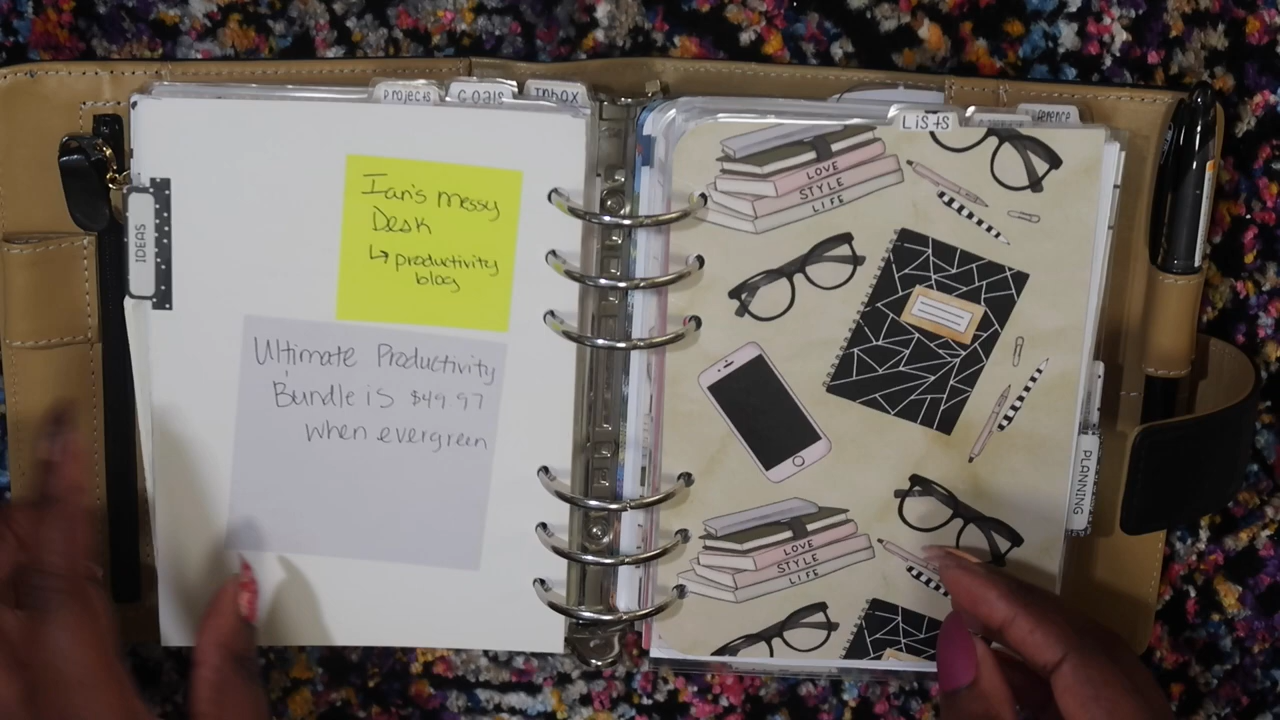 Projects
Goals
Inbox
IDEAS
Ian's messy
Desk
↳ productivity
blog
Ultimate Productivity
Bundle is $49.97
when evergreen
Lists
LOVE
STYLE
LIFE
PLANNING
LOVE
STYLE
LIFE